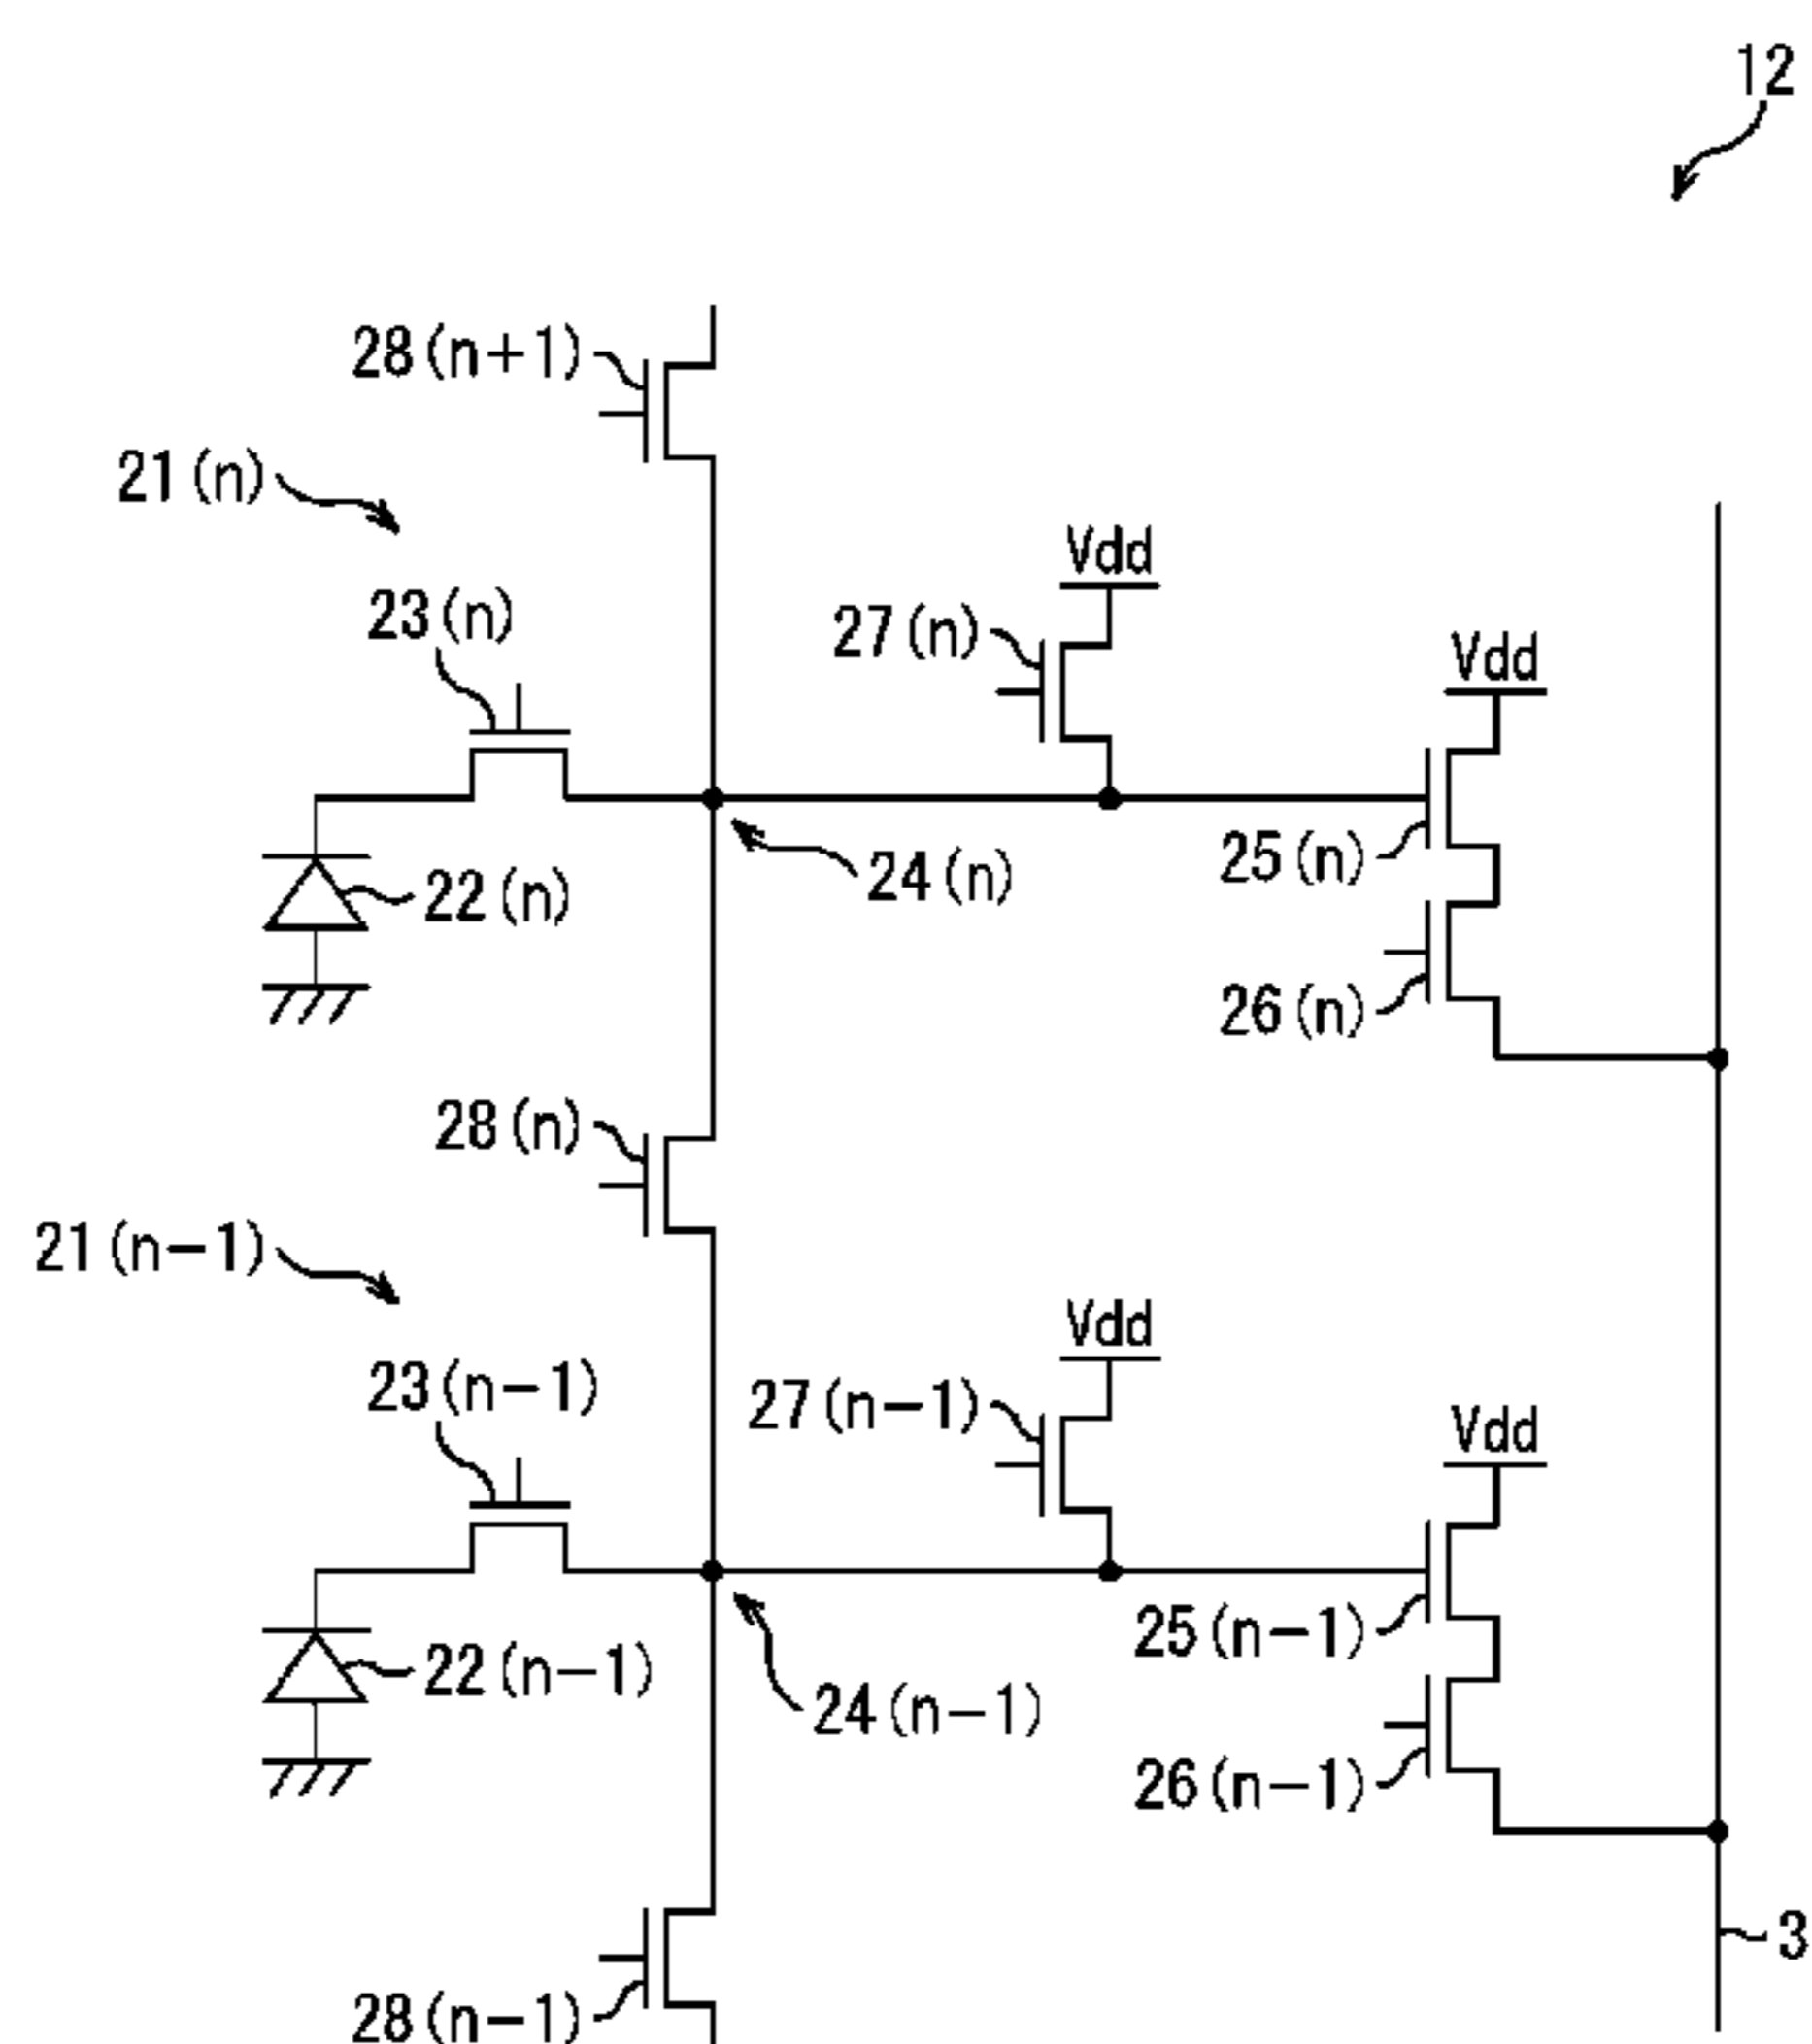 12
28(n+1)
21(n)
Vdd
23(n)
27(n)
Vdd
25(n)
24(n)
22(n)
26(n)
28(n)
21(n-1)
Vdd
23(n-1)
27(n-1)
Vdd
25(n-1)
22(n-1)
24(n-1)
26(n-1)
3
28(n-1)